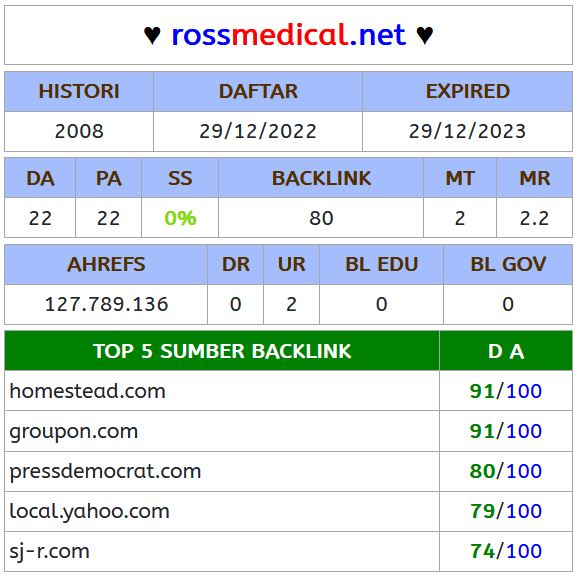 ♥ rossmedical.net ♥
HISTORI DAFTAR EXPIRED
2008 29/12/2022 29/12/2023
DA PA SS BACKLINK MT MR
22 22 0% 80 2 2.2
AHREFS DR UR BL EDU BL GOV
127.789.136 0 2 0 0
TOP 5 SUMBER BACKLINK D A
homestead.com 91/100
groupon.com 91/100
pressdemocrat.com 80/100
local.yahoo.com 79/100
sj-r.com 74/100